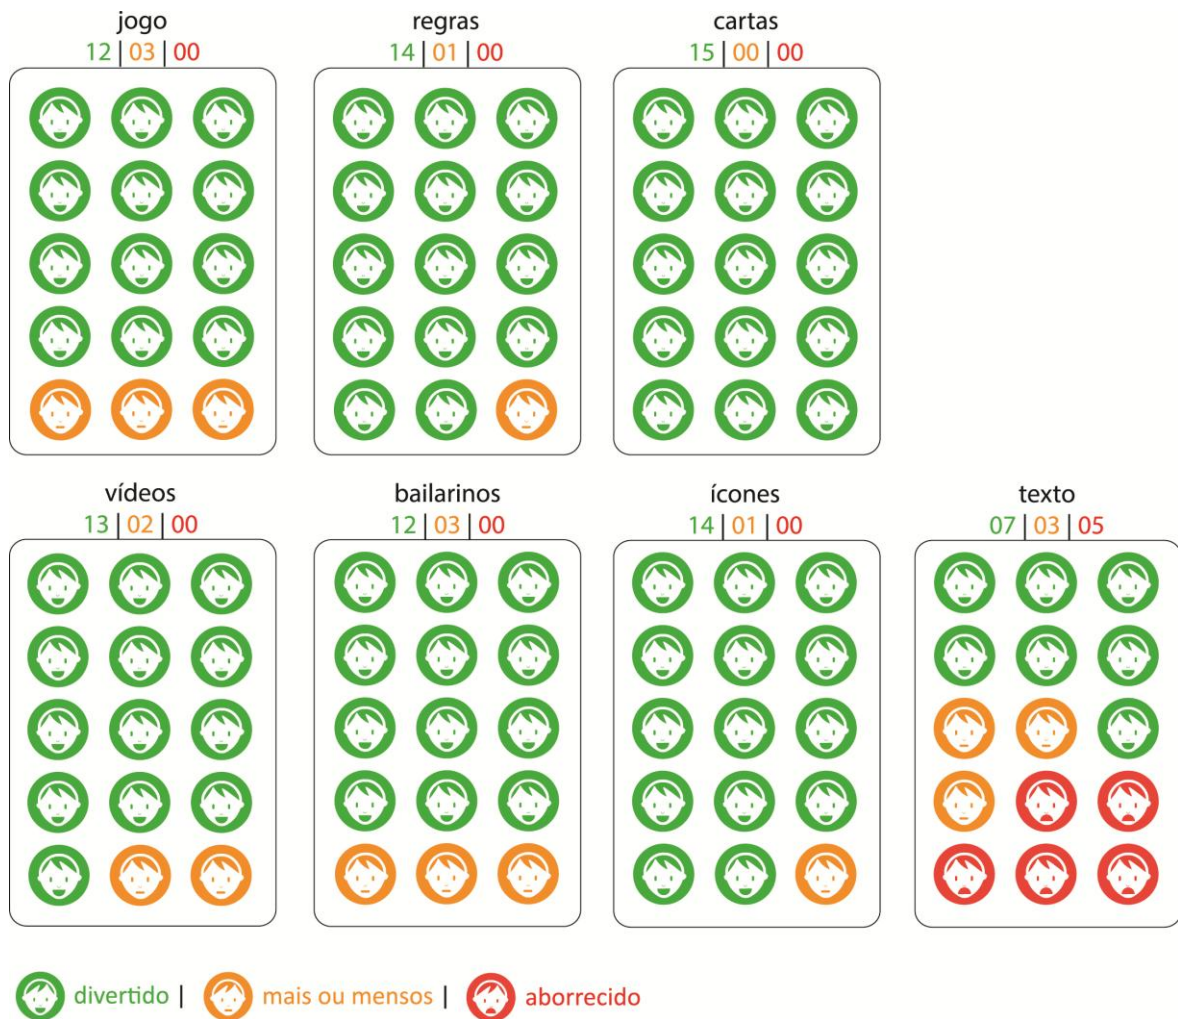 jogo
12 | 03 | 00
regras
14 | 01 | 00
cartas
15 | 00 | 00
vídeos
13 | 02 | 00
bailarinos
12 | 03 | 00
ícones
14 | 01 | 00
texto
07 | 03 | 05
divertido | mais ou mensos | aborrecido